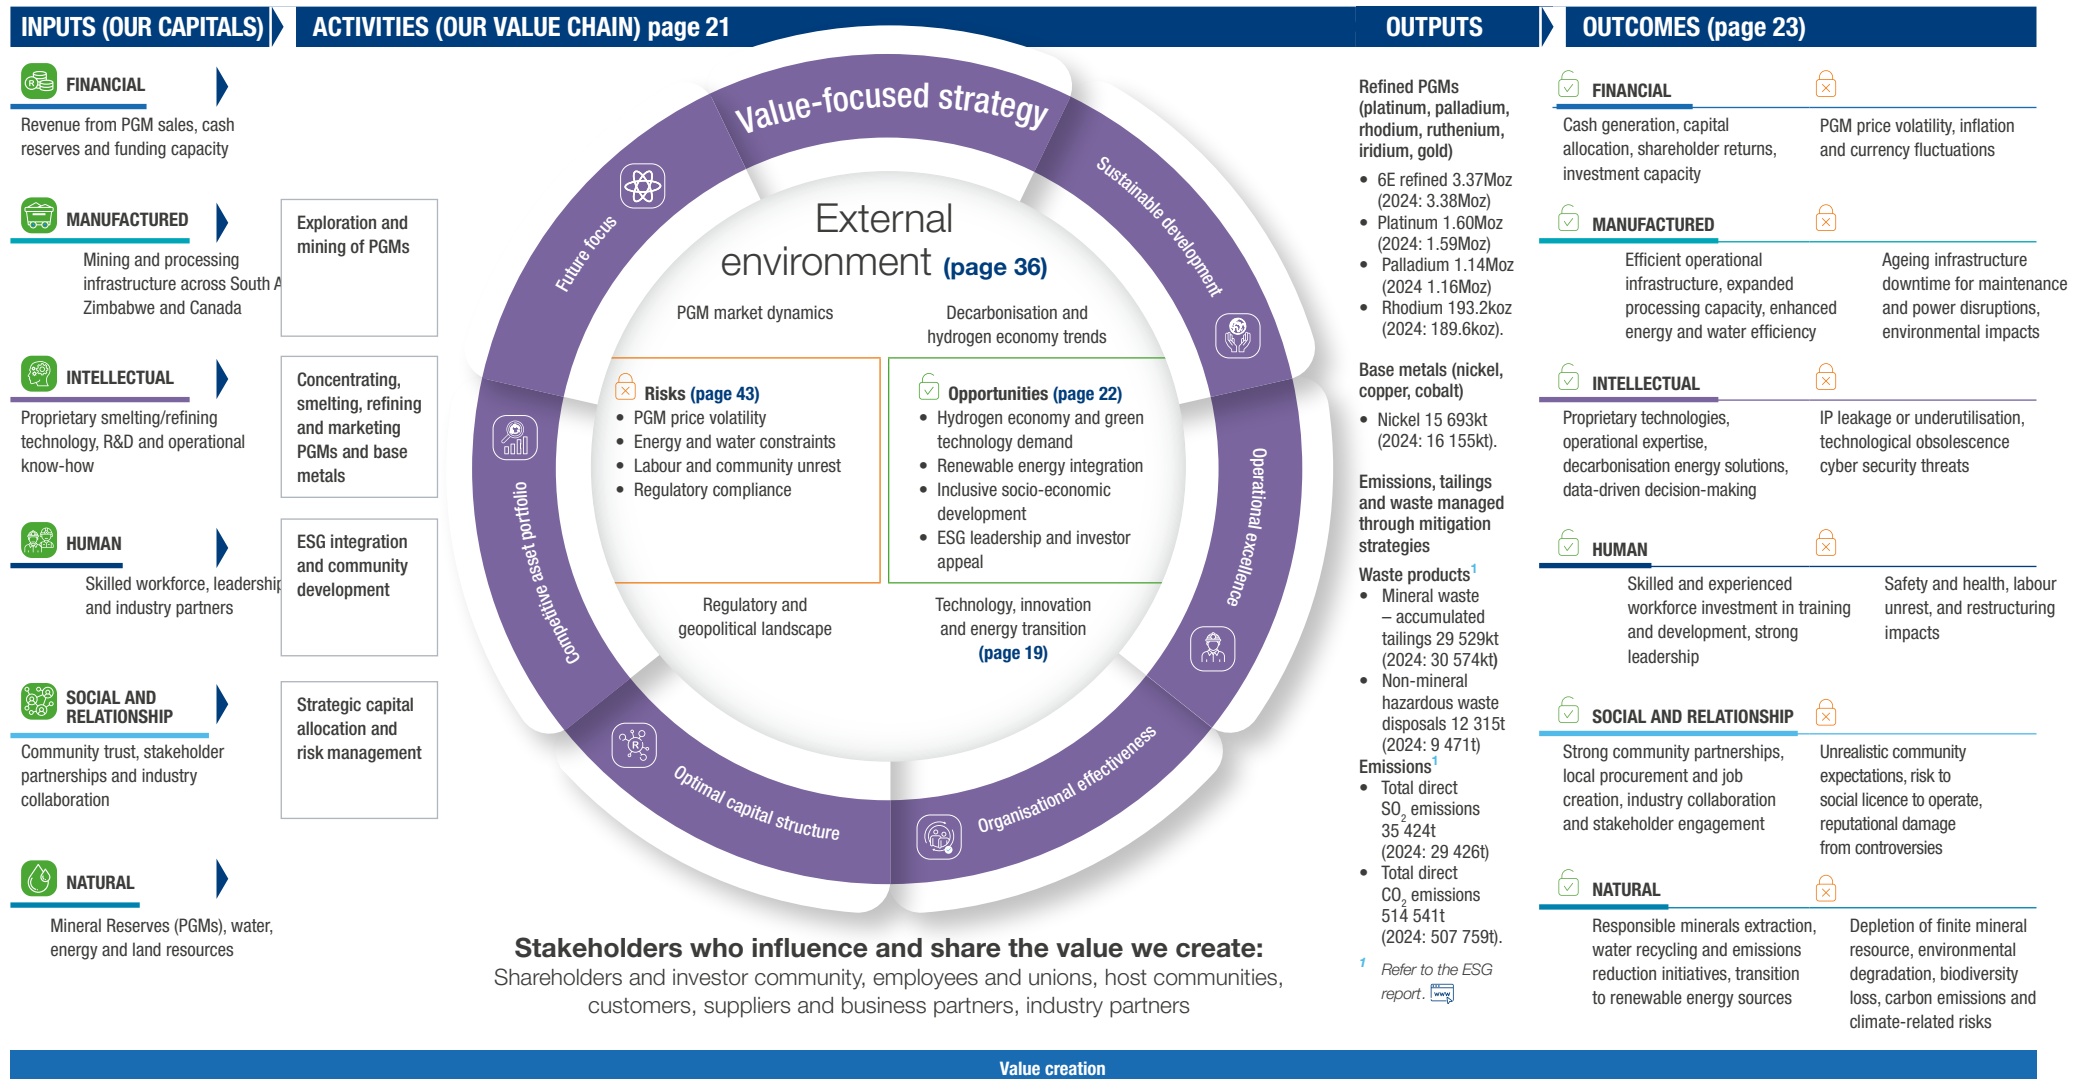 INPUTS (OUR CAPITALS)
ACTIVITIES (OUR VALUE CHAIN) page 21
OUTPUTS
OUTCOMES (page 23)
FINANCIAL
Revenue from PGM sales, cash
reserves and funding capacity
MANUFACTURED
Mining and processing
infrastructure across South A
Zimbabwe and Canada
INTELLECTUAL
Proprietary smelting/refining
technology, R&D and operational
know-how
HUMAN
Skilled workforce, leadership
and industry partners
SOCIAL AND
RELATIONSHIP
Community trust, stakeholder
partnerships and industry
collaboration
NATURAL
Mineral Reserves (PGMs), water,
energy and land resources
Exploration and
mining of PGMs
Concentrating,
smelting, refining
and marketing
PGMs and base
metals
ESG integration
and community
development
Strategic capital
allocation and
risk management
Value-focused strategy
Sustainable development
Operational excellence
Organisational effectiveness
Optimal capital structure
Competitive asset portfolio
Future focus
External
environment (page 36)
PGM market dynamics
Decarbonisation and
hydrogen economy trends
Risks (page 43)
• PGM price volatility
• Energy and water constraints
• Labour and community unrest
• Regulatory compliance
Opportunities (page 22)
• Hydrogen economy and green
technology demand
• Renewable energy integration
• Inclusive socio-economic
development
• ESG leadership and investor
appeal
Regulatory and
geopolitical landscape
Technology, innovation
and energy transition
(page 19)
Stakeholders who influence and share the value we create:
Shareholders and investor community, employees and unions, host communities,
customers, suppliers and business partners, industry partners
Refined PGMs
(platinum, palladium,
rhodium, ruthenium,
iridium, gold)
• 6E refined 3.37Moz
(2024: 3.38Moz)
• Platinum 1.60Moz
(2024: 1.59Moz)
• Palladium 1.14Moz
(2024 1.16Moz)
• Rhodium 193.2koz
(2024: 189.6koz).
Base metals (nickel,
copper, cobalt)
• Nickel 15 693kt
(2024: 16 155kt).
Emissions, tailings
and waste managed
through mitigation
strategies
Waste products1
• Mineral waste
– accumulated
tailings 29 529kt
(2024: 30 574kt)
• Non-mineral
hazardous waste
disposals 12 315t
(2024: 9 471t)
Emissions1
• Total direct
SO2 emissions
35 424t
(2024: 29 426t)
• Total direct
CO2 emissions
514 541t
(2024: 507 759t).
1 Refer to the ESG
report. www
FINANCIAL
Cash generation, capital
allocation, shareholder returns,
investment capacity
PGM price volatility, inflation
and currency fluctuations
MANUFACTURED
Efficient operational
infrastructure, expanded
processing capacity, enhanced
energy and water efficiency
Ageing infrastructure
downtime for maintenance
and power disruptions,
environmental impacts
INTELLECTUAL
Proprietary technologies,
operational expertise,
decarbonisation energy solutions,
data-driven decision-making
IP leakage or underutilisation,
technological obsolescence
cyber security threats
HUMAN
Skilled and experienced
workforce investment in training
and development, strong
leadership
Safety and health, labour
unrest, and restructuring
impacts
SOCIAL AND RELATIONSHIP
Strong community partnerships,
local procurement and job
creation, industry collaboration
and stakeholder engagement
Unrealistic community
expectations, risk to
social licence to operate,
reputational damage
from controversies
NATURAL
Responsible minerals extraction,
water recycling and emissions
reduction initiatives, transition
to renewable energy sources
Depletion of finite mineral
resource, environmental
degradation, biodiversity
loss, carbon emissions and
climate-related risks
Value creation